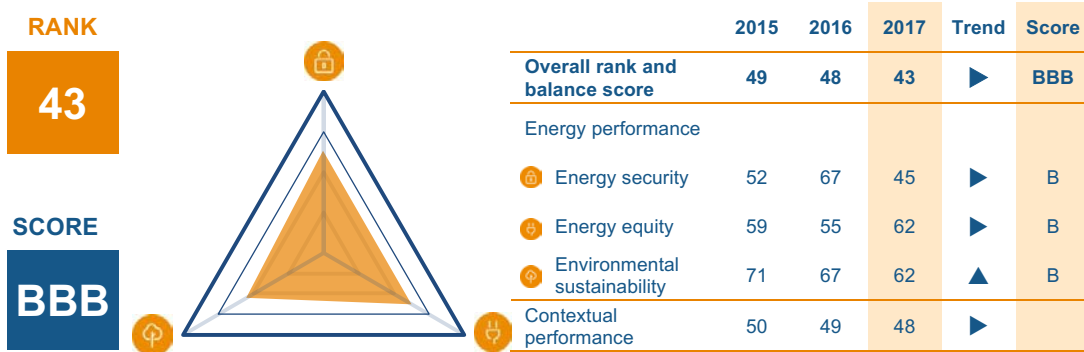 RANK
43
SCORE
BBB
2015 2016 2017 Trend Score
Overall rank and
balance score 49 48 43 BBB
Energy performance
Energy security 52 67 45 B
Energy equity 59 55 62 B
Environmental
sustainability 71 67 62 B
Contextual
performance 50 49 48